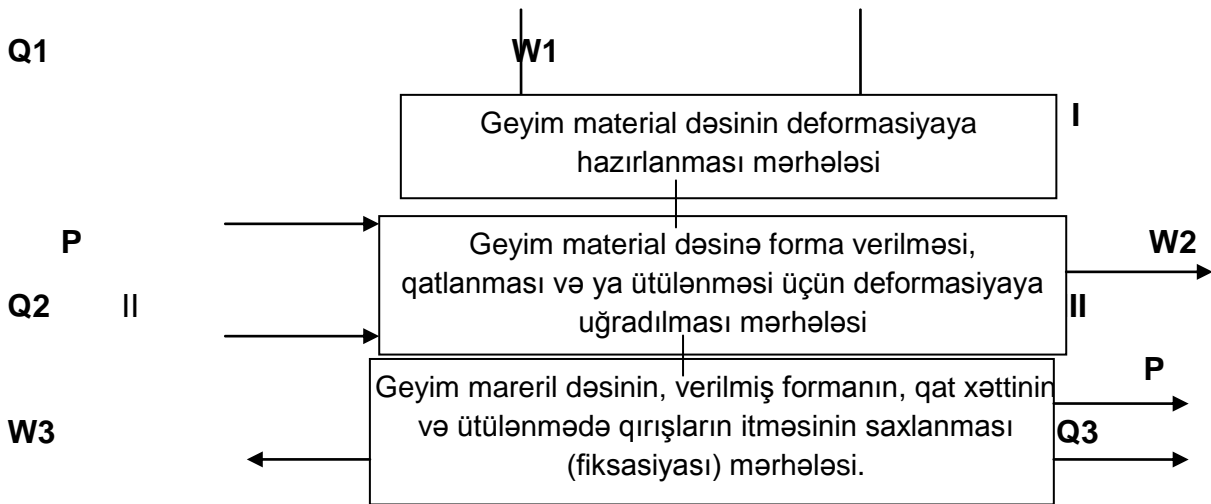 Q1
W1
Geyim material dəsinin deformasiyaya
hazırlanması mərhələsi
I
P
Geyim material dəsinə forma verilməsi,
qatlanması və ya ütülənməsi üçün deformasiyaya
uğradılması mərhələsi
W2
Q2
II
II
Geyim mareril dəsinin, verilmiş formanın, qat xəttinin
və ütülənmədə qırışların itməsinin saxlanması
(fiksasiyası) mərhələsi.
P
W3
Q3